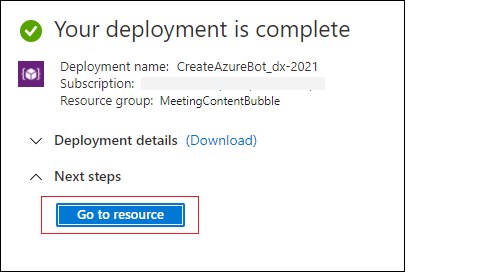 Your deployment is complete
Deployment name: CreateAzureBot_dx-2021
Subscription:
Resource group: MeetingContentBubble
Deployment details (Download)
Next steps
Go to resource